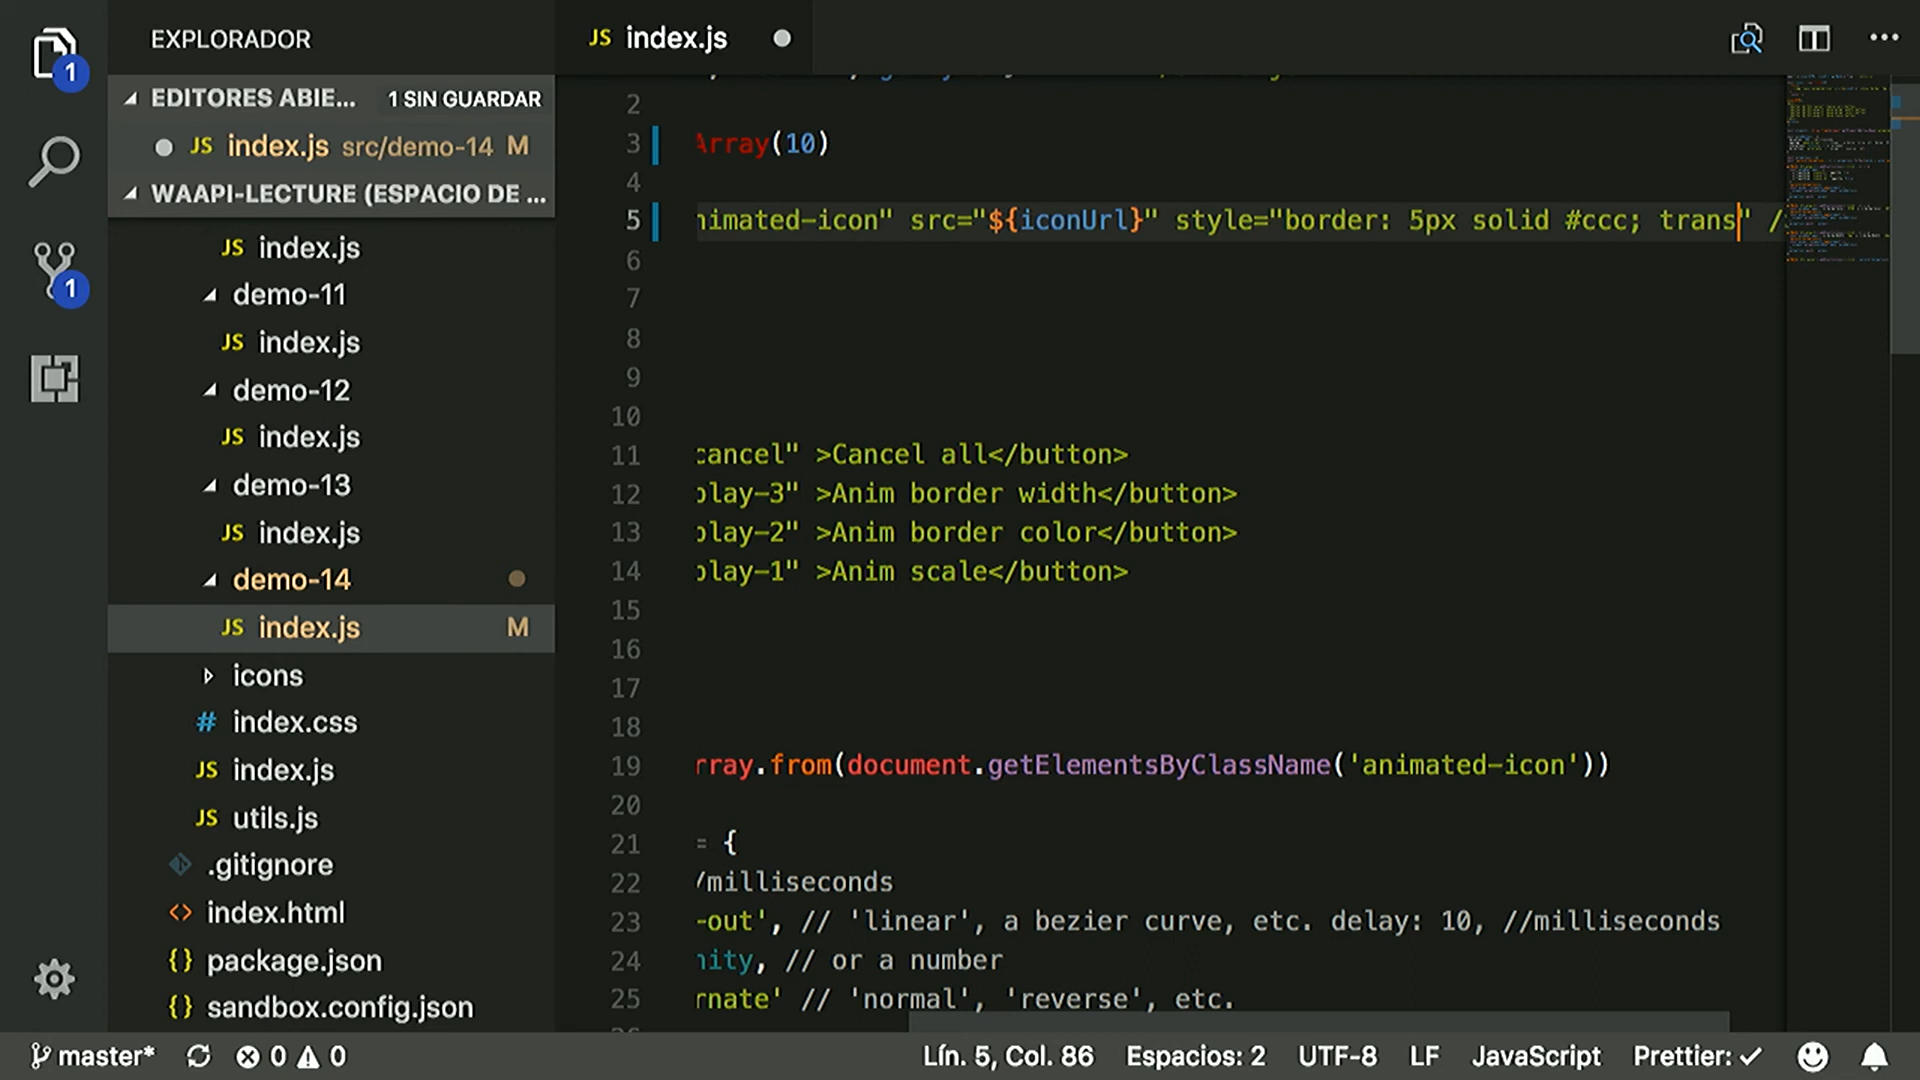 EXPLORADOR
EDITORES ABIE... 1 SIN GUARDAR
JS index.js src/demo-14 M
WAAPI-LECTURE (ESPACIO DE ...
JS index.js
demo-11
JS index.js
demo-12
JS index.js
demo-13
JS index.js
demo-14
JS index.js M
icons
# index.css
JS index.js
JS utils.js
.gitignore
<> index.html
{} package.json
{} sandbox.config.json
1
1
JS index.js
2
3 Array(10)
4
5 nimated-icon" src="${iconUrl}" style="border: 5px solid #ccc; trans" /
6
7
8
9
10
11 cancel" >Cancel all</button>
12 play-3" >Anim border width</button>
13 play-2" >Anim border color</button>
14 play-1" >Anim scale</button>
15
16
17
18
19 rray.from(document.getElementsByClassName('animated-icon'))
20
21 = {
22 /milliseconds
23 -out', // 'linear', a bezier curve, etc. delay: 10, //milliseconds
24 nity, // or a number
25 rnate' // 'normal', 'reverse', etc.
master* 0 0 Lín. 5, Col. 86 Espacios: 2 UTF-8 LF JavaScript Prettier: ✓